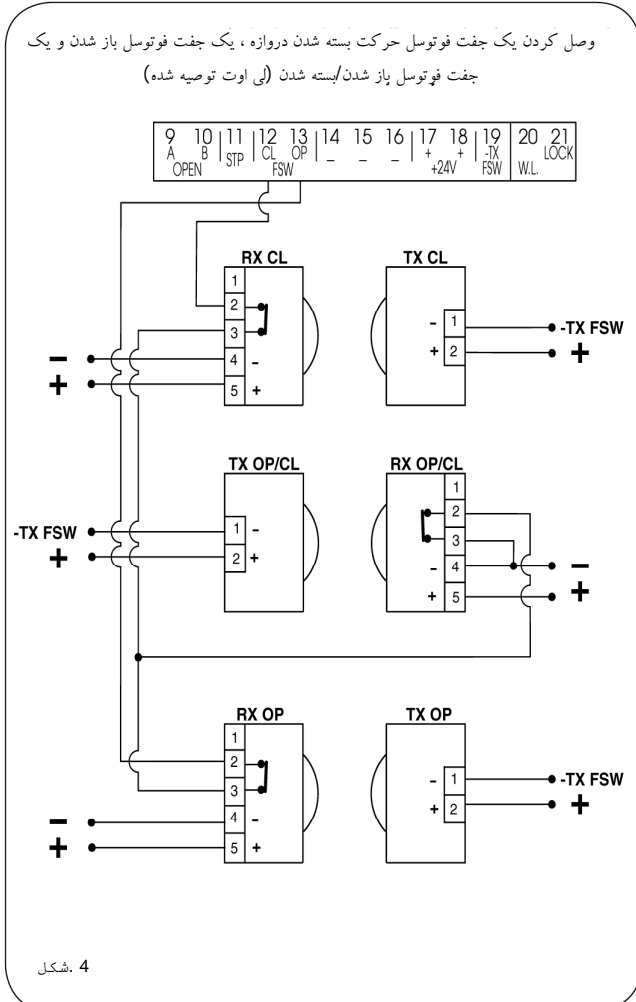 وصل کردن یک جفت فوتوسل حرکت بسته شدن دروازه ، یک جفت فوتوسل باز شدن و یک
جفت فوتوسل باز شدن/بسته شدن (لی اوت توصیه شده)
9 10 11 12 13 14 15 16 17 18 19 20 21
A B STP CL OP – – – + + -TX LOCK
OPEN FSW +24V FSW W.L.
RX CL TX CL
1
2
3
4 -
5 +
–
+
- 1
+ 2
-TX FSW
+
TX OP/CL RX OP/CL
-TX FSW
+
1 -
2 +
1
2
3
- 4
+ 5
–
+
RX OP TX OP
1
2
3
4 -
5 +
–
+
- 1
+ 2
-TX FSW
+
4 .شکل